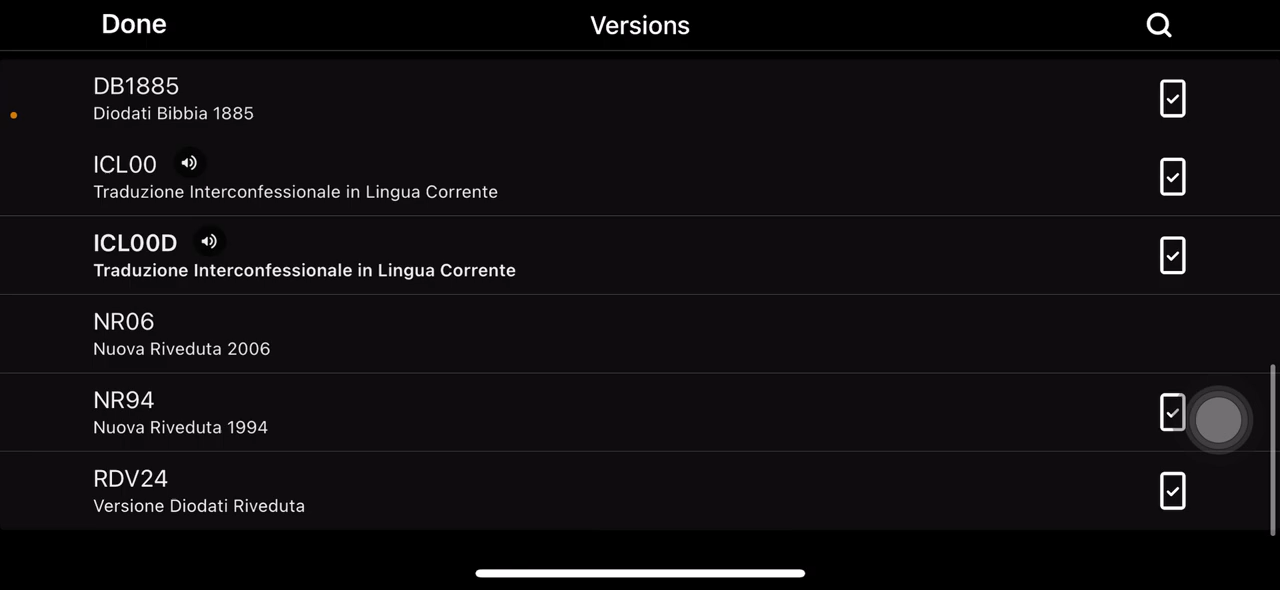 Done
Versions
DB1885
Diodati Bibbia 1885
ICL00
Traduzione Interconfessionale in Lingua Corrente
ICL00D
Traduzione Interconfessionale in Lingua Corrente
NR06
Nuova Riveduta 2006
NR94
Nuova Riveduta 1994
RDV24
Versione Diodati Riveduta